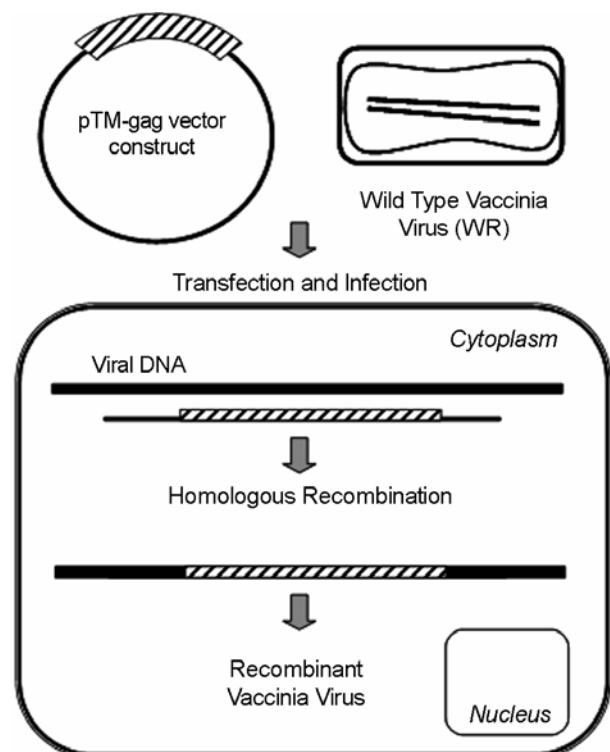 pTM-gag vector
construct
Wild Type Vaccinia
Virus (WR)
Transfection and Infection
Cytoplasm
Viral DNA
Homologous Recombination
Recombinant
Vaccinia Virus
Nucleus